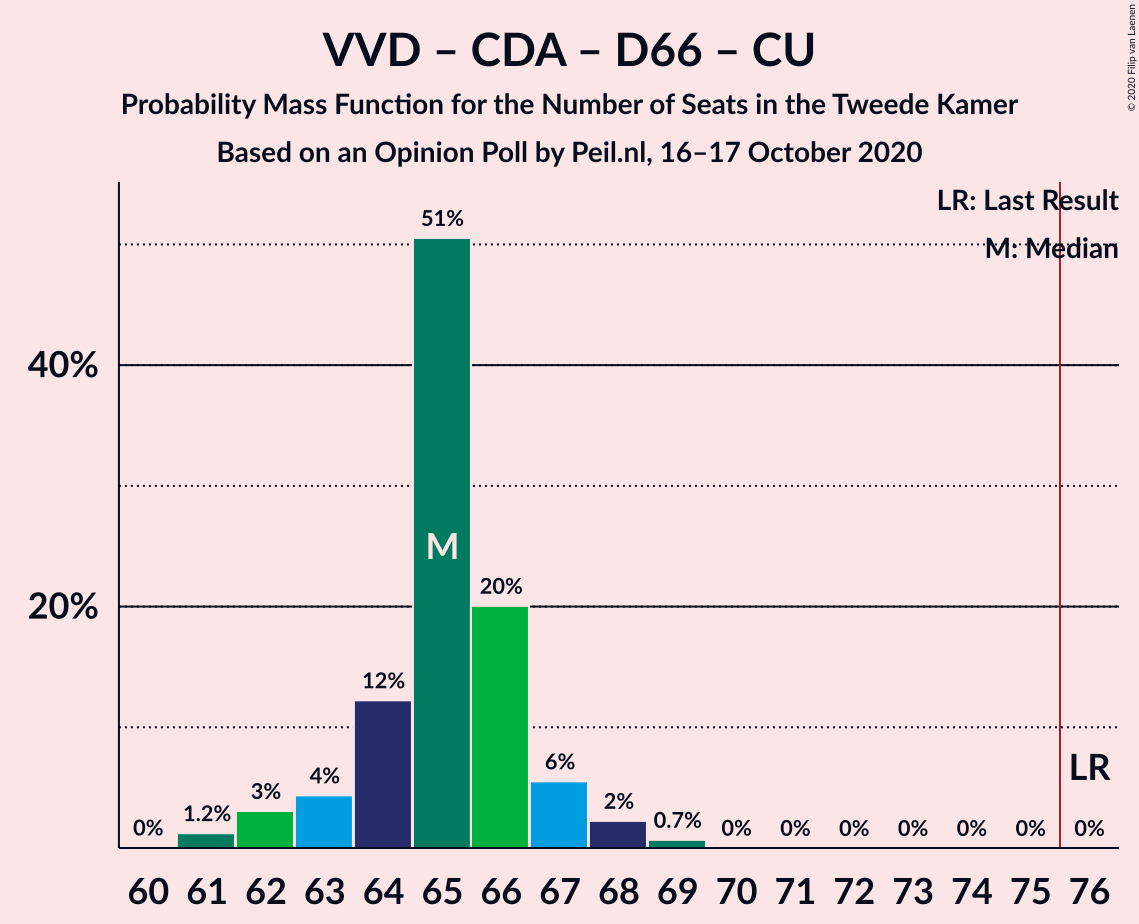 VVD – CDA – D66 – CU
Probability Mass Function for the Number of Seats in the Tweede Kamer
Based on an Opinion Poll by Peil.nl, 16–17 October 2020
© 2020 Filip van Laenen
LR: Last Result
M: Median
40%
20%
0%
1.2%
3%
4%
12%
51%
M
20%
6%
2%
0.7%
0%
0%
0%
0%
0%
0%
0%
LR
60 61 62 63 64 65 66 67 68 69 70 71 72 73 74 75 76